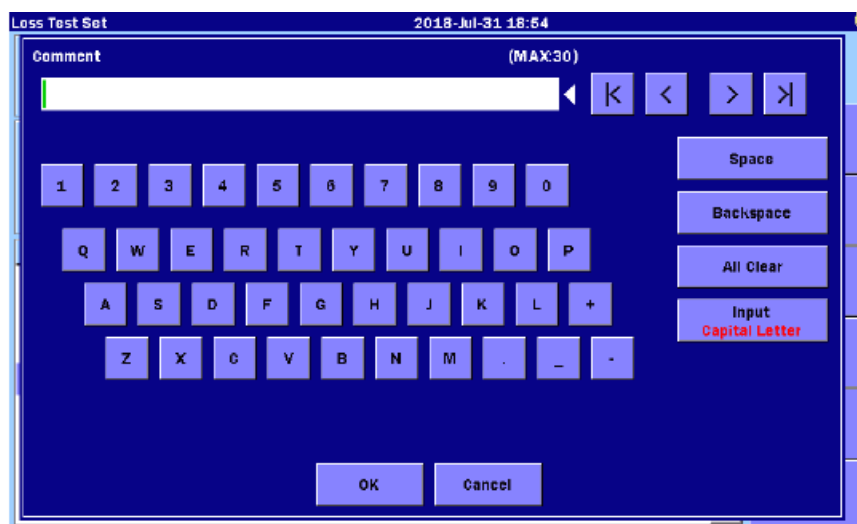 Loss Test Set 2018-Jul-31 18:54
Comment (MAX:30)
|< < > >|
Space
1 2 3 4 5 6 7 8 9 0
Backspace
Q W E R T Y U I O P
All Clear
A S D F G H J K L +
Input
Capital Letter
Z X C V B N M . _ -
OK Cancel